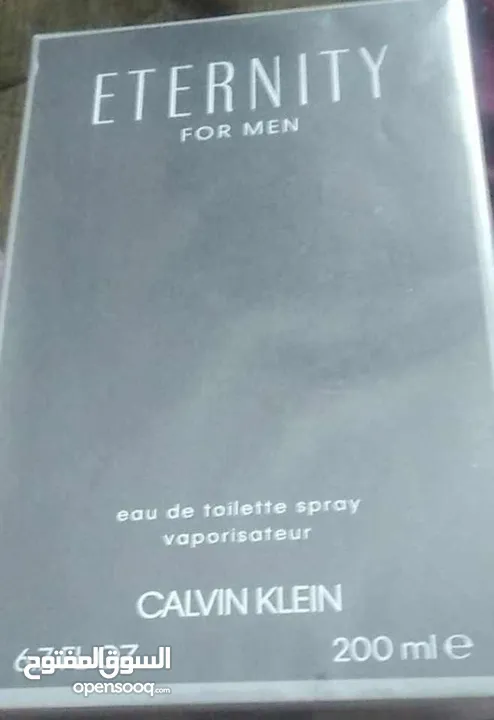 ETERNITY
FOR MEN
eau de toilette spray
vaporisateur
CALVIN KLEIN
200 ml e
السوق المفتوح
opensooq.com